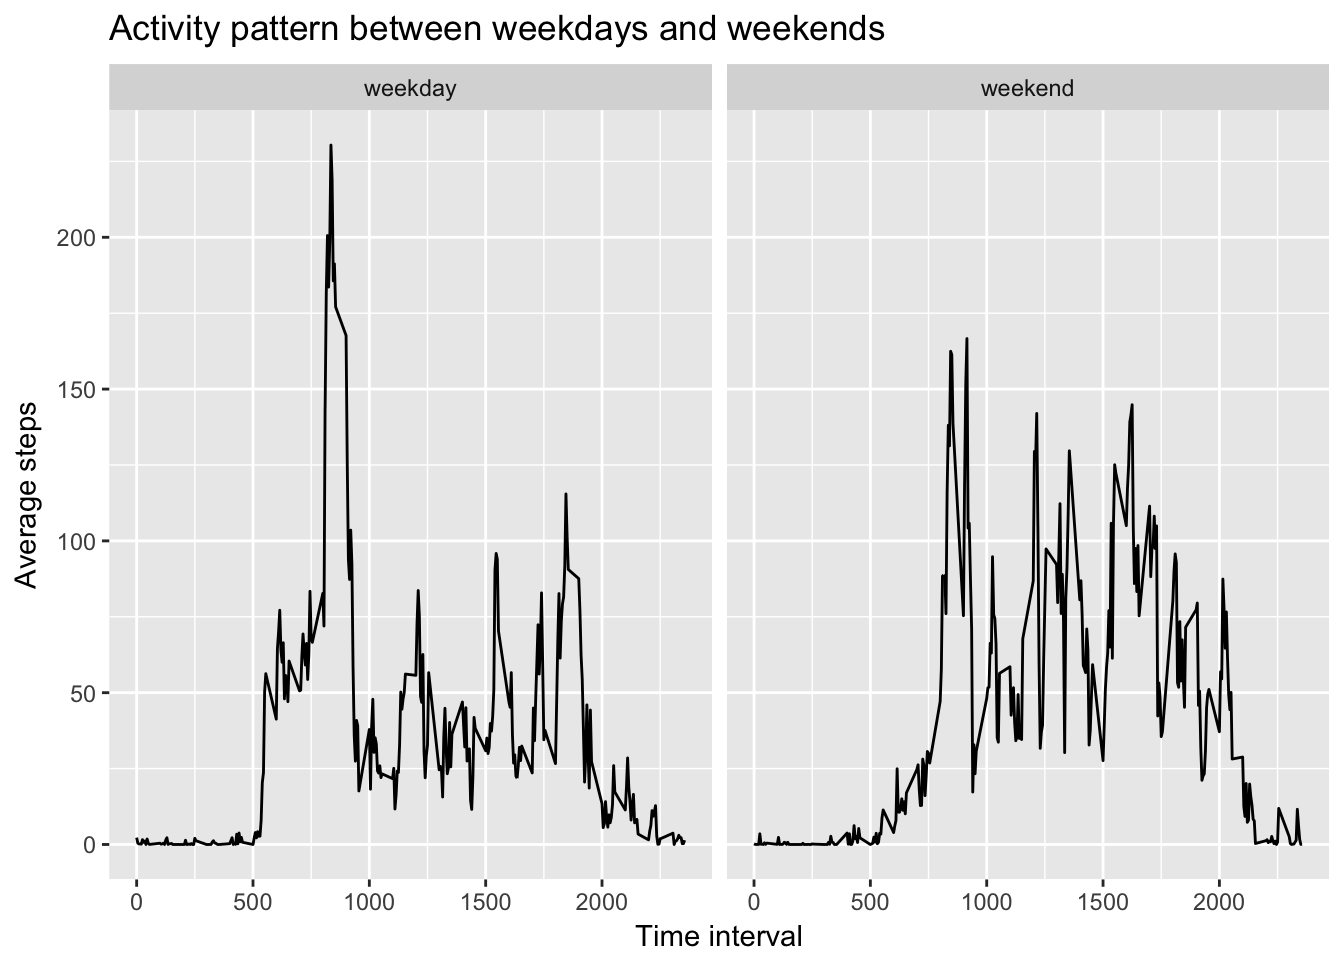 Activity pattern between weekdays and weekends
weekday weekend
200
150
100
50
0
Average steps
0 500 1000 1500 2000 0 500 1000 1500 2000
Time interval